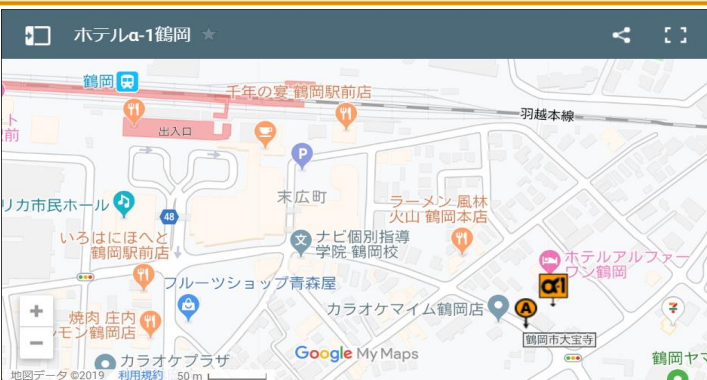 ホテルα-1鶴岡
鶴岡
千年の宴 鶴岡駅前店
羽越本線
ト
前
出入口
P
末広町
リカ市民ホール
48
ラーメン 風林
火山 鶴岡本店
いろはにほへと
鶴岡駅前店
文
ナビ個別指導
学院 鶴岡校
ホテルアルファー
ワン鶴岡
α-1
フルーツショップ青森屋
カラオケマイム鶴岡店
A
7
鶴岡市大宝寺
焼肉 庄内
レモン鶴岡店
Google My Maps
カラオケプラザ
鶴岡ヤマ
地図データ ©2019
利用規約
50 m